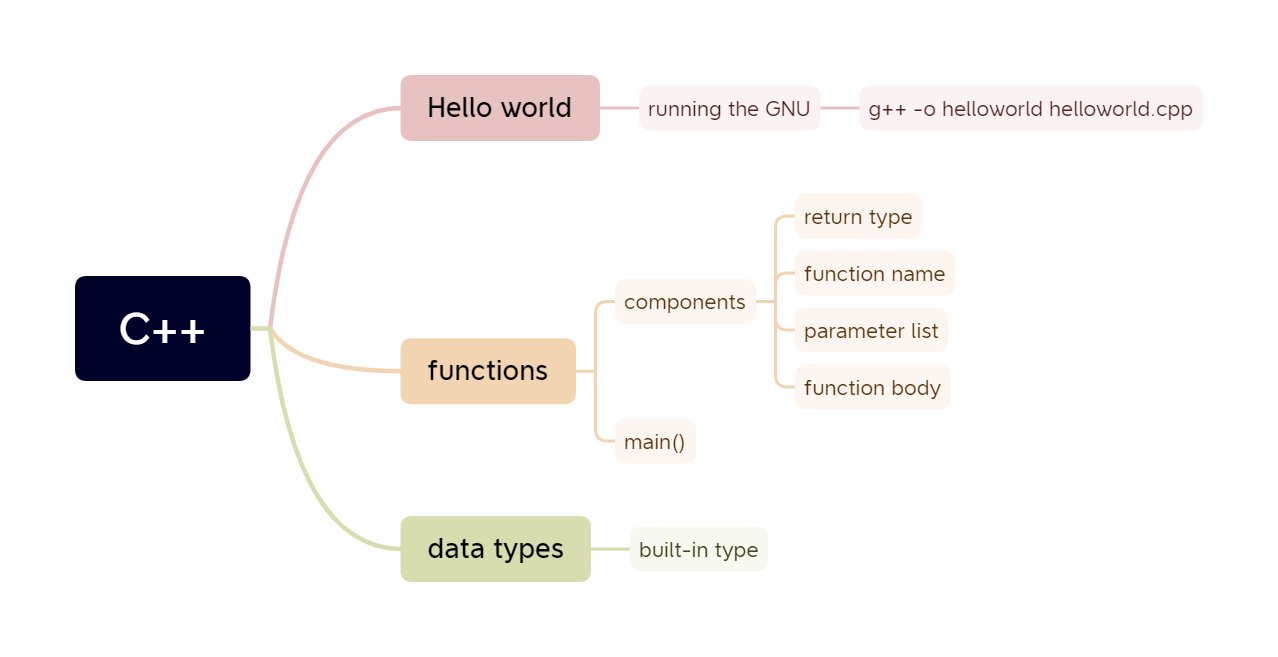 C++
Hello world
running the GNU
g++ -o helloworld helloworld.cpp
functions
components
return type
function name
parameter list
function body
main()
data types
built-in type